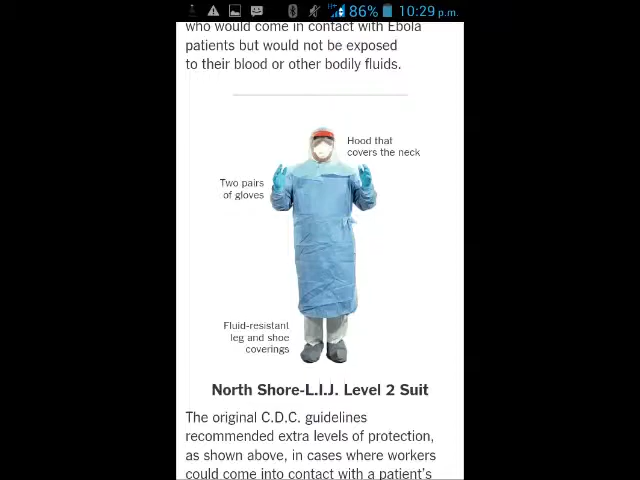 86% 10:29 p.m.
who would come in contact with Ebola
patients but would not be exposed
to their blood or other bodily fluids.
Hood that
covers the neck
Two pairs
of gloves
Fluid-resistant
leg and shoe
coverings
North Shore-L.I.J. Level 2 Suit
The original C.D.C. guidelines
recommended extra levels of protection,
as shown above, in cases where workers
could come into contact with a patient's